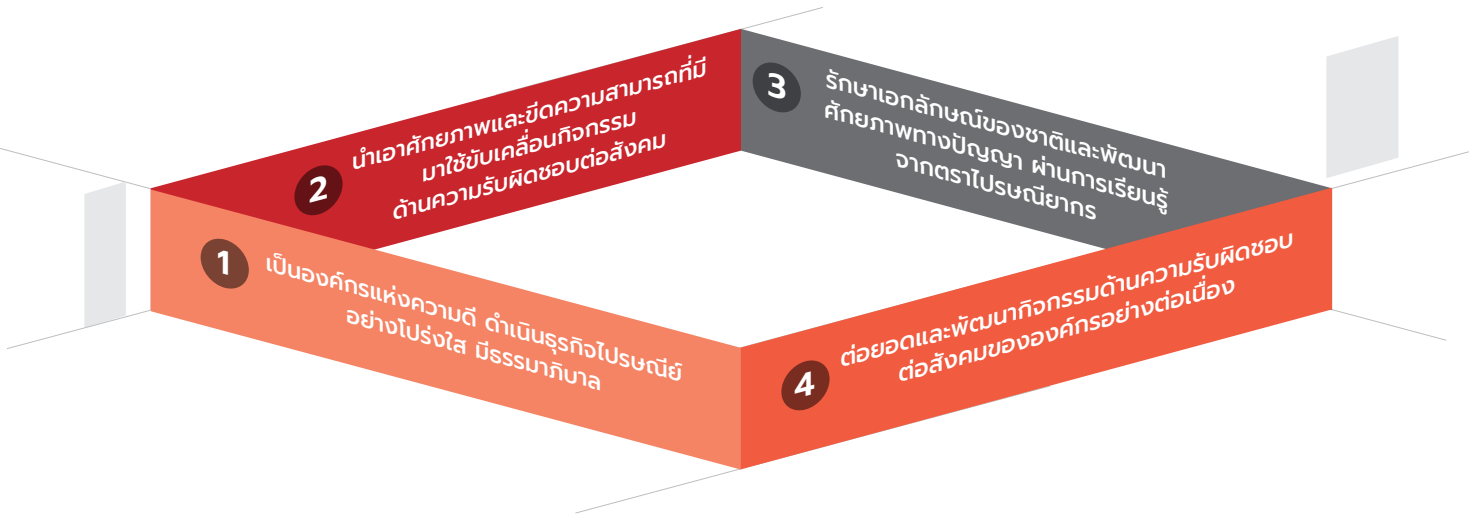 1
เป็นองค์กรแห่งความดี ดำเนินธุรกิจไปรษณีย์
อย่างโปร่งใส มีธรรมาภิบาล
2
นำเอาศักยภาพและขีดความสามารถที่มี
มาใช้ขับเคลื่อนกิจกรรม
ด้านความรับผิดชอบต่อสังคม
3
รักษาเอกลักษณ์ของชาติและพัฒนา
ศักยภาพทางปัญญา ผ่านการเรียนรู้
จากตราไปรษณียากร
4
ต่อยอดและพัฒนากิจกรรมด้านความรับผิดชอบ
ต่อสังคมขององค์กรอย่างต่อเนื่อง